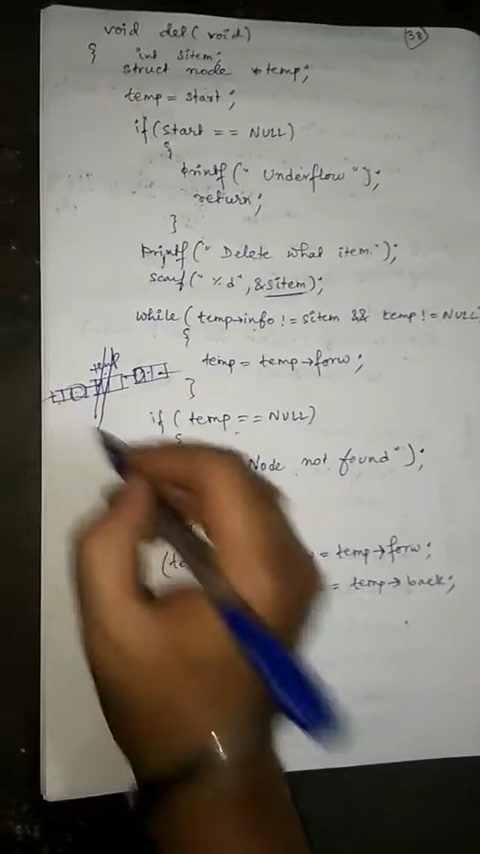 38
void del( void)
{ int sitem;
struct node *temp;
temp = start ;
if( start == NULL)
{
printf(" Underflow ");
return;
}
printf(" Delete what item.");
scanf(" %d" , &sitem);
while ( temp→info != sitem && temp != NULL
{
temp = temp→forw ;
}
temp
if ( temp == NULL)
{
Node not found");
= temp→forw ;
(te
= temp→back ;